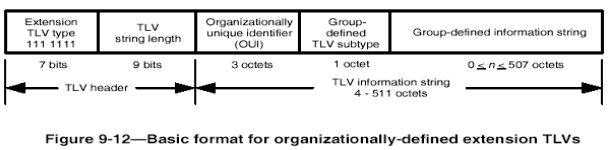 Extension
TLV type
111 1111
TLV
string length
Organizationally
unique identifier
(OUI)
Group-
defined
TLV subtype
Group-defined information string
7 bits
9 bits
3 octets
1 octet
0 ≤ n ≤ 507 octets
TLV header
TLV information string
4 - 511 octets
Figure 9-12—Basic format for organizationally-defined extension TLVs